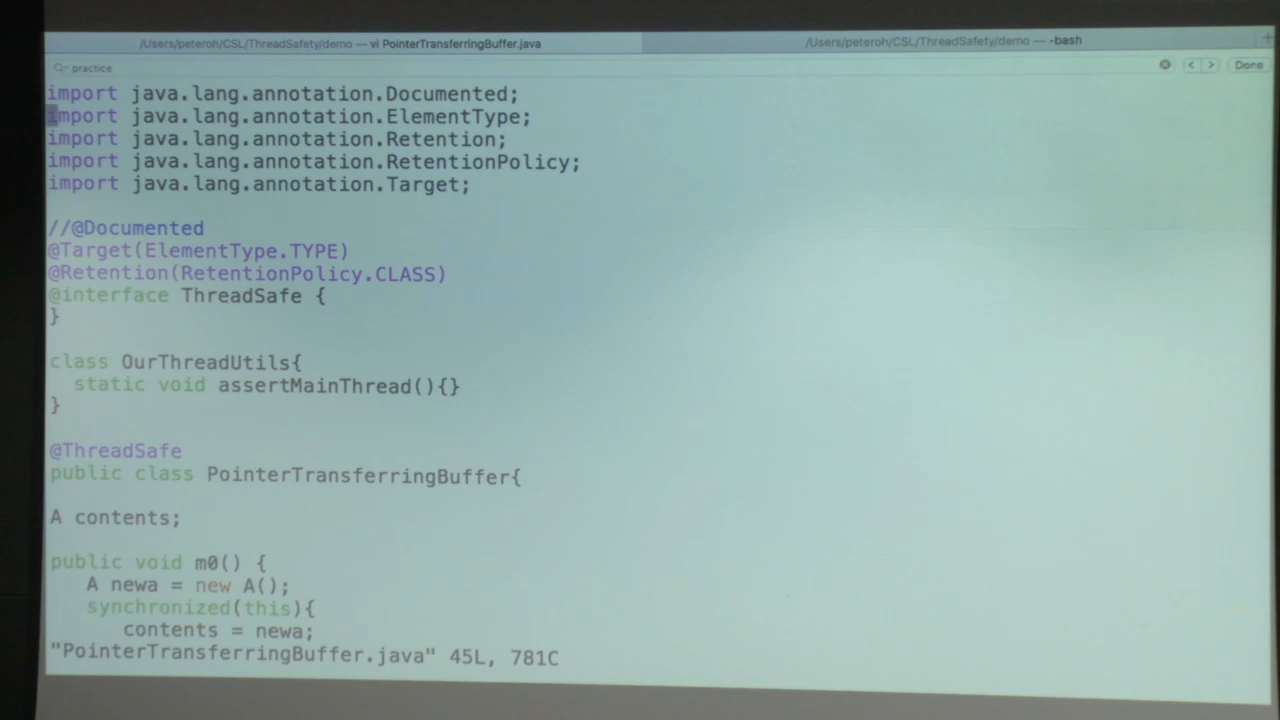 /Users/peteroh/CSL/ThreadSafety/demo — vi PointerTransferringBuffer.java
/Users/peteroh/CSL/ThreadSafety/demo — -bash
+
practice
< > Done
import java.lang.annotation.Documented;
import java.lang.annotation.ElementType;
import java.lang.annotation.Retention;
import java.lang.annotation.RetentionPolicy;
import java.lang.annotation.Target;
//@Documented
@Target(ElementType.TYPE)
@Retention(RetentionPolicy.CLASS)
@interface ThreadSafe {
}
class OurThreadUtils{
static void assertMainThread(){}
}
@ThreadSafe
public class PointerTransferringBuffer{
A contents;
public void m0() {
A newa = new A();
synchronized(this){
contents = newa;
"PointerTransferringBuffer.java" 45L, 781C